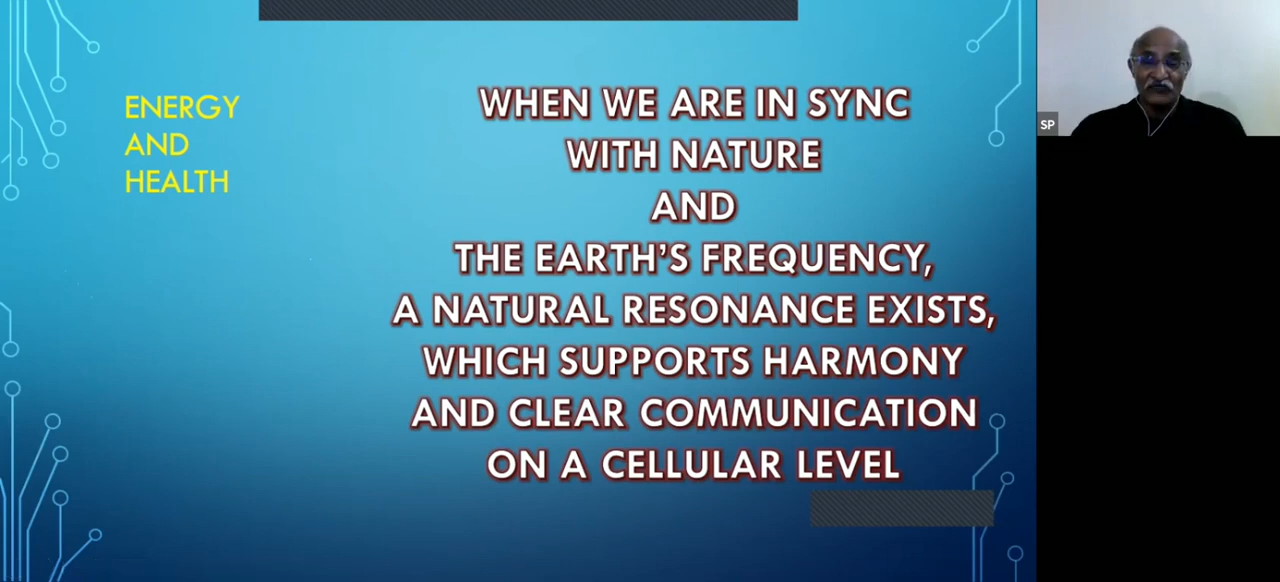 ENERGY
AND
HEALTH
WHEN WE ARE IN SYNC
WITH NATURE
AND
THE EARTH’S FREQUENCY,
A NATURAL RESONANCE EXISTS,
WHICH SUPPORTS HARMONY
AND CLEAR COMMUNICATION
ON A CELLULAR LEVEL
SP